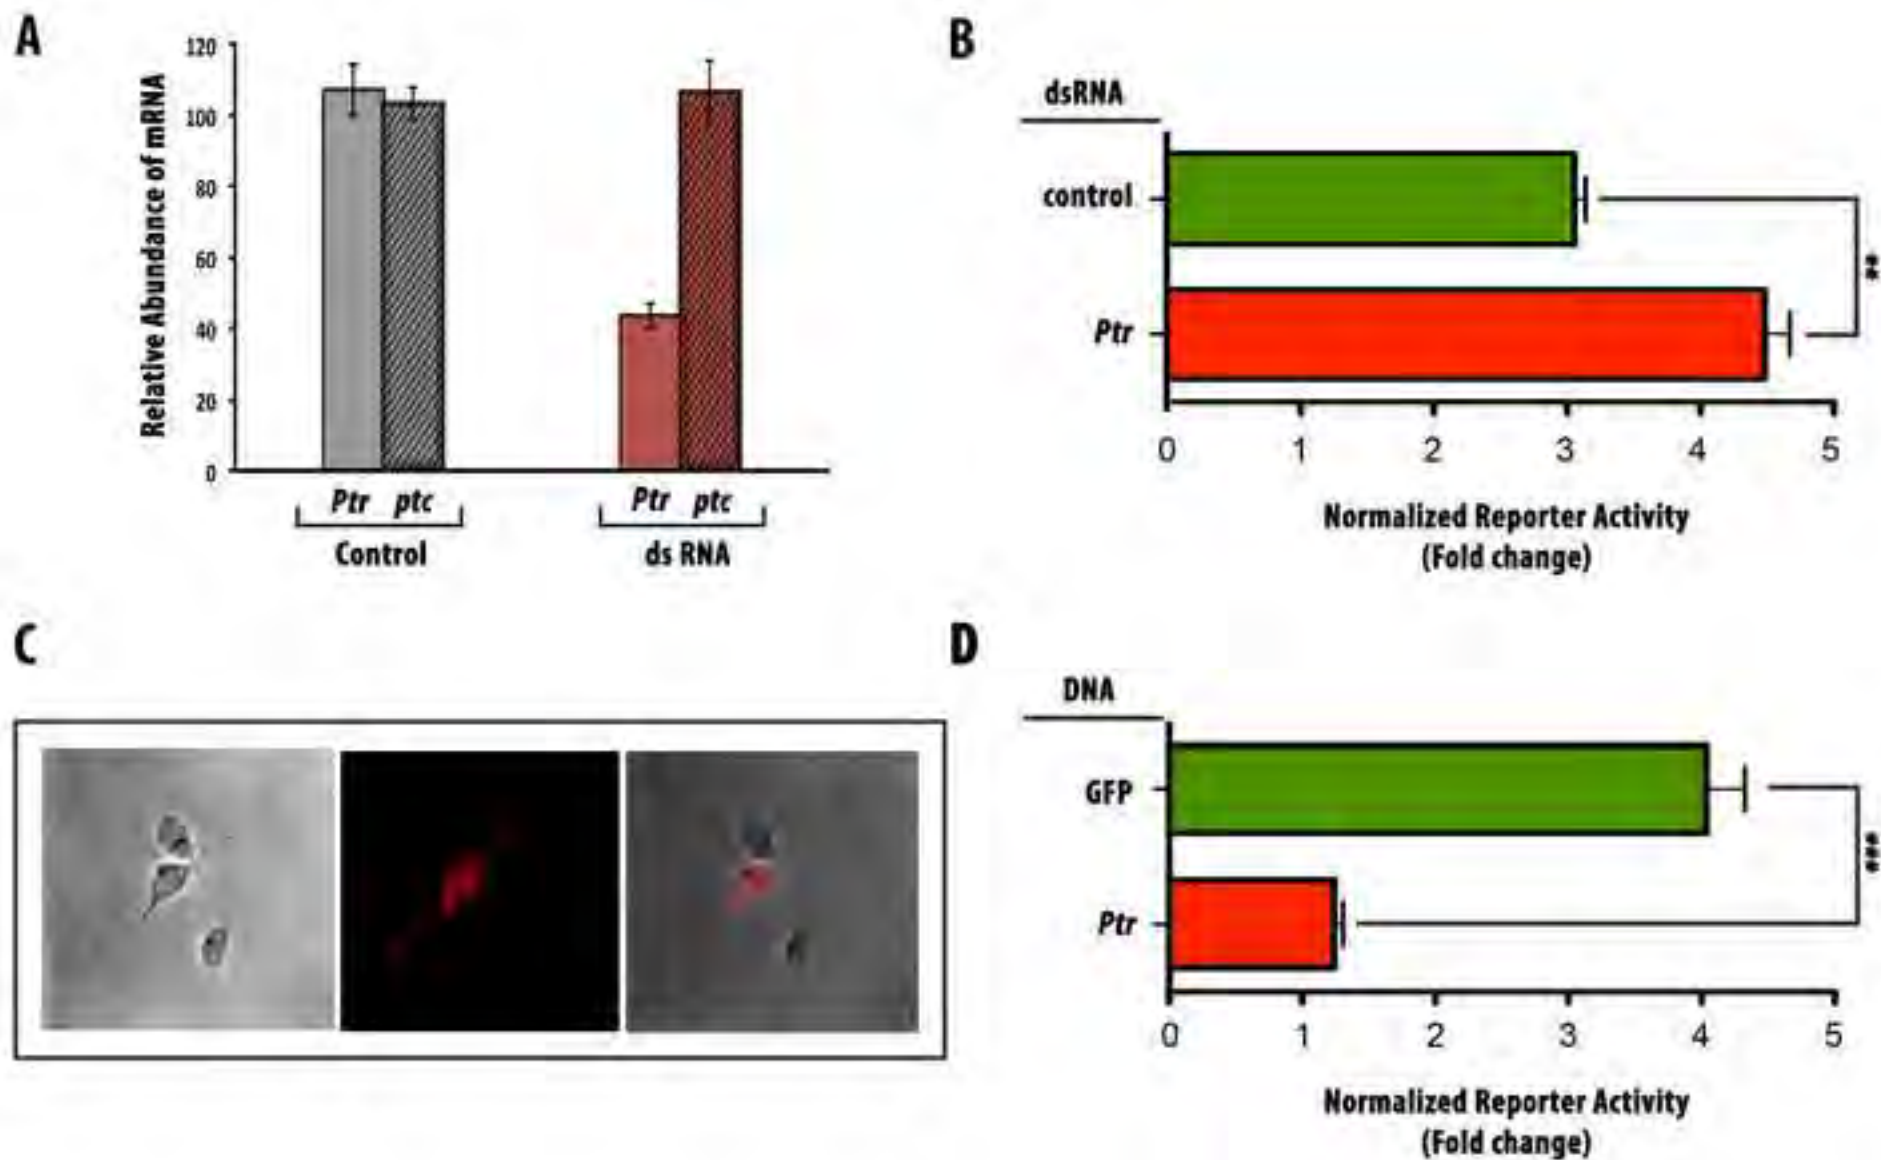 A
120
100
80
60
40
20
0
Relative Abundance of mRNA
Ptr ptc Ptr ptc
Control ds RNA
B
dsRNA
control
Ptr
**
0 1 2 3 4 5
Normalized Reporter Activity
(Fold change)
C
D
DNA
GFP
Ptr
***
0 1 2 3 4 5
Normalized Reporter Activity
(Fold change)